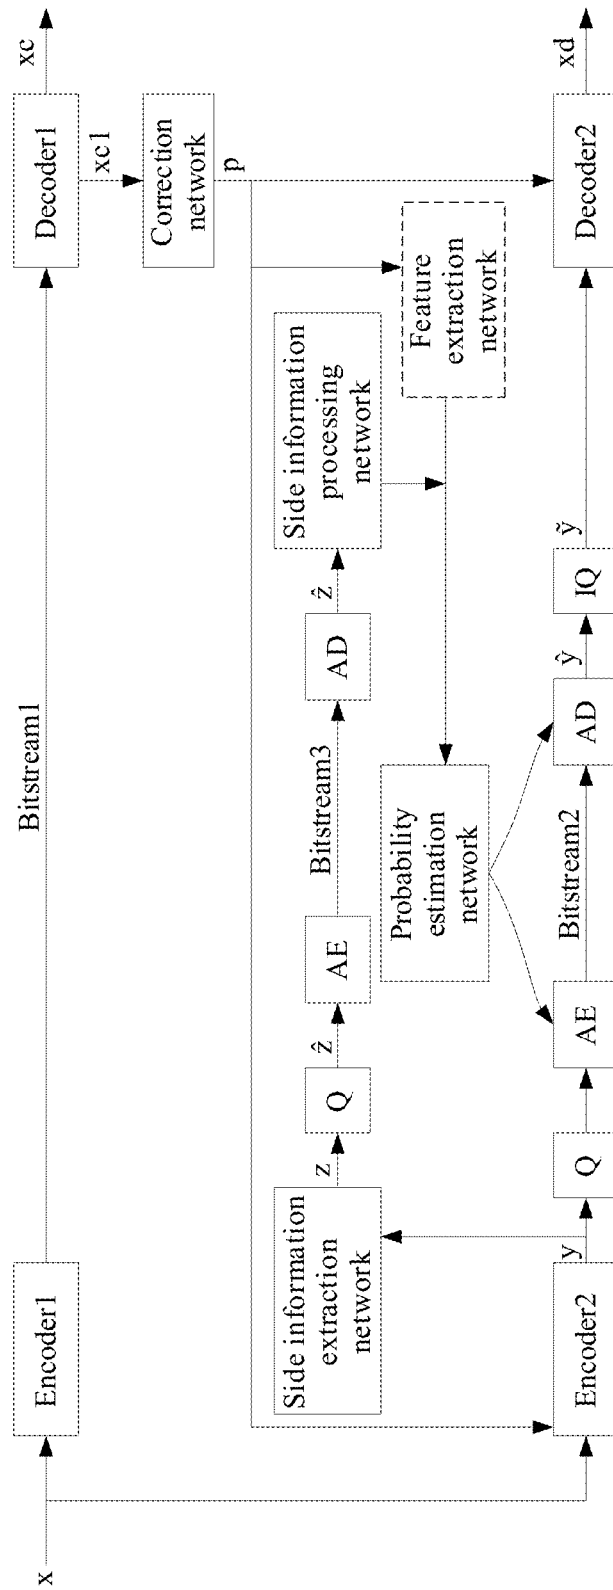 x
Encoder1
Bitstream1
Decoder1
xc
xc1
Correction
network
p
Side information
extraction
network
z
Q
ẑ
AE
Bitstream3
AD
ẑ
Side information
processing
network
Feature
extraction
network
Probability
estimation
network
Encoder2
y
Q
AE
Bitstream2
AD
ŷ
IQ
ỹ
Decoder2
xd